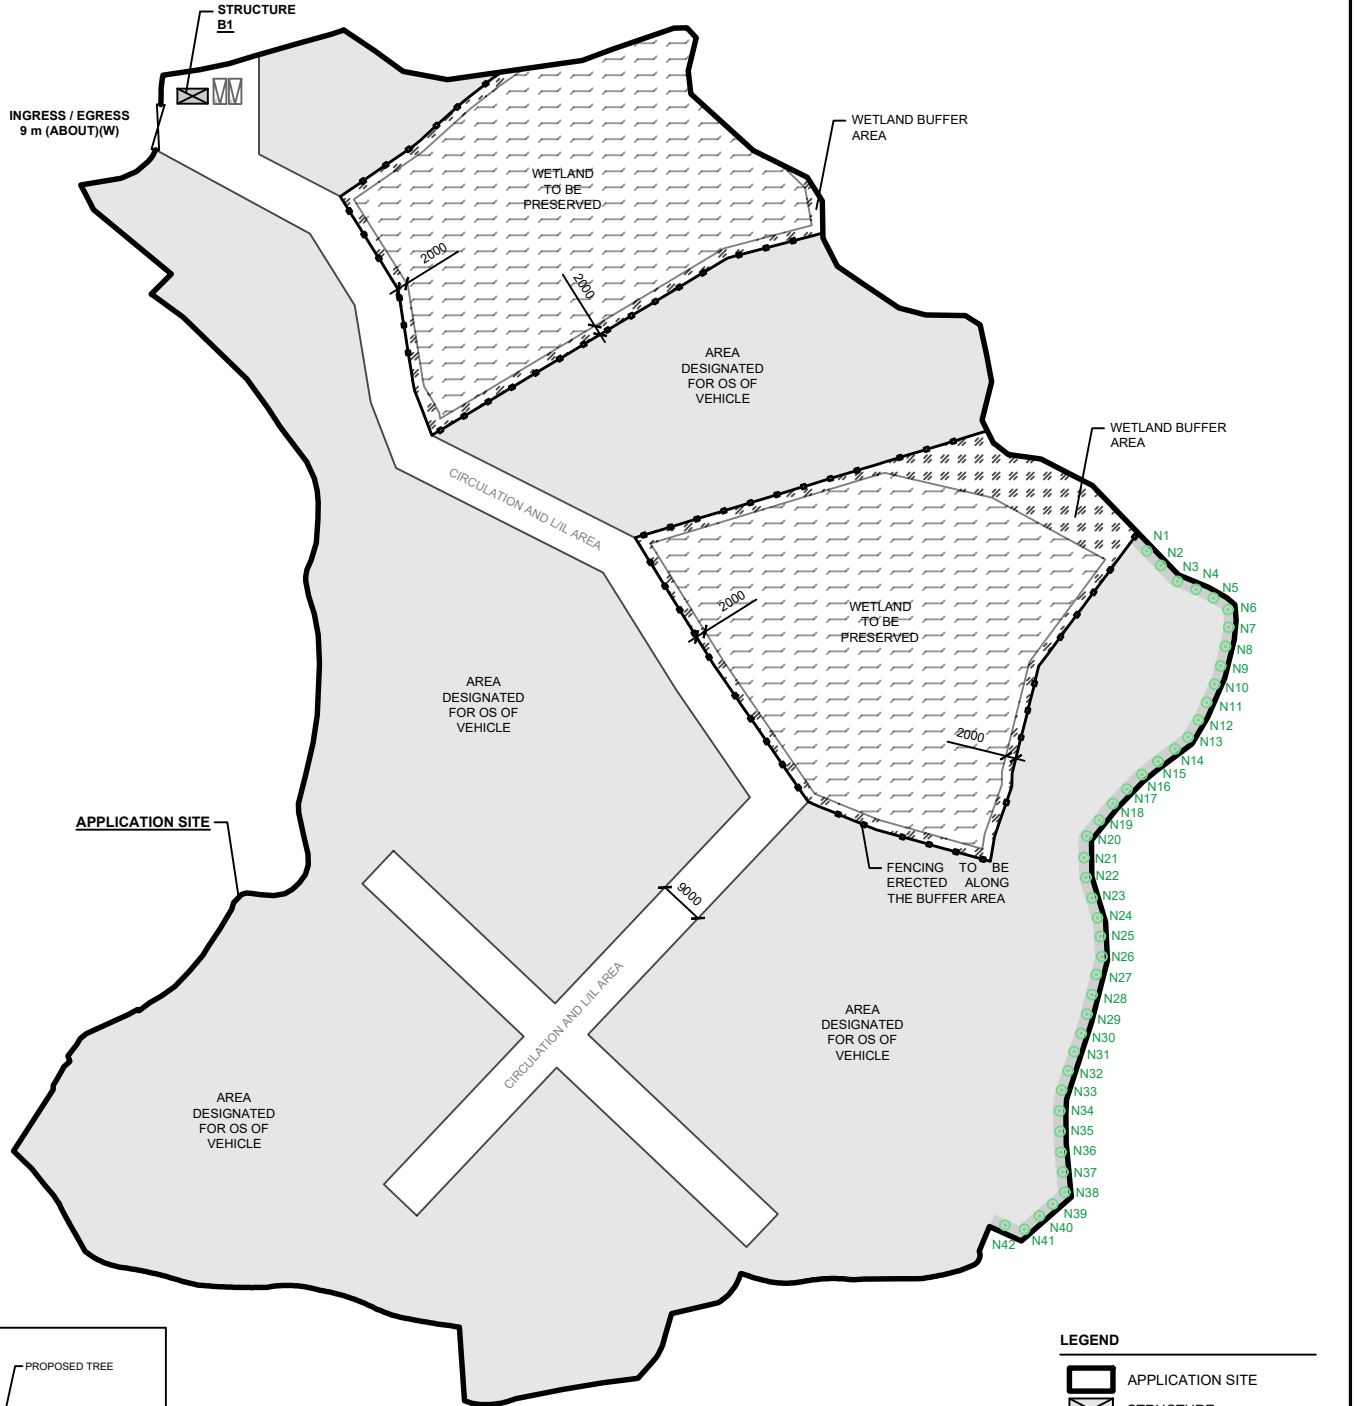 STRUCTURE
B1
INGRESS / EGRESS
9 m (ABOUT)(W)
WETLAND BUFFER
AREA
WETLAND
TO BE
PRESERVED
2000
2000
AREA
DESIGNATED
FOR OS OF
VEHICLE
WETLAND BUFFER
AREA
CIRCULATION AND L/IL AREA
N1
N2
N3
N4
N5
N6
N7
N8
N9
N10
N11
N12
N13
N14
N15
N16
N17
N18
N19
N20
N21
N22
N23
N24
N25
N26
N27
N28
N29
N30
N31
N32
N33
N34
N35
N36
N37
N38
N39
N40
N41
N42
2000
WETLAND
TO BE
PRESERVED
2000
AREA
DESIGNATED
FOR OS OF
VEHICLE
APPLICATION SITE
FENCING TO BE
ERECTED ALONG
THE BUFFER AREA
9000
CIRCULATION AND L/IL AREA
AREA
DESIGNATED
FOR OS OF
VEHICLE
AREA
DESIGNATED
FOR OS OF
VEHICLE
PROPOSED TREE
LEGEND
APPLICATION SITE
STRUCTURE